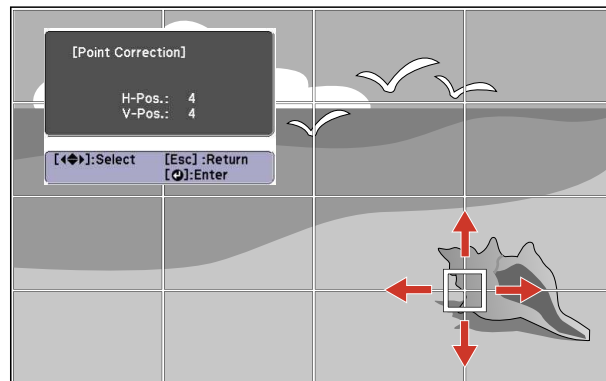 [Point Correction]
H-Pos.: 4
V-Pos.: 4
[◀◆▶]:Select [Esc] :Return
[↵]:Enter